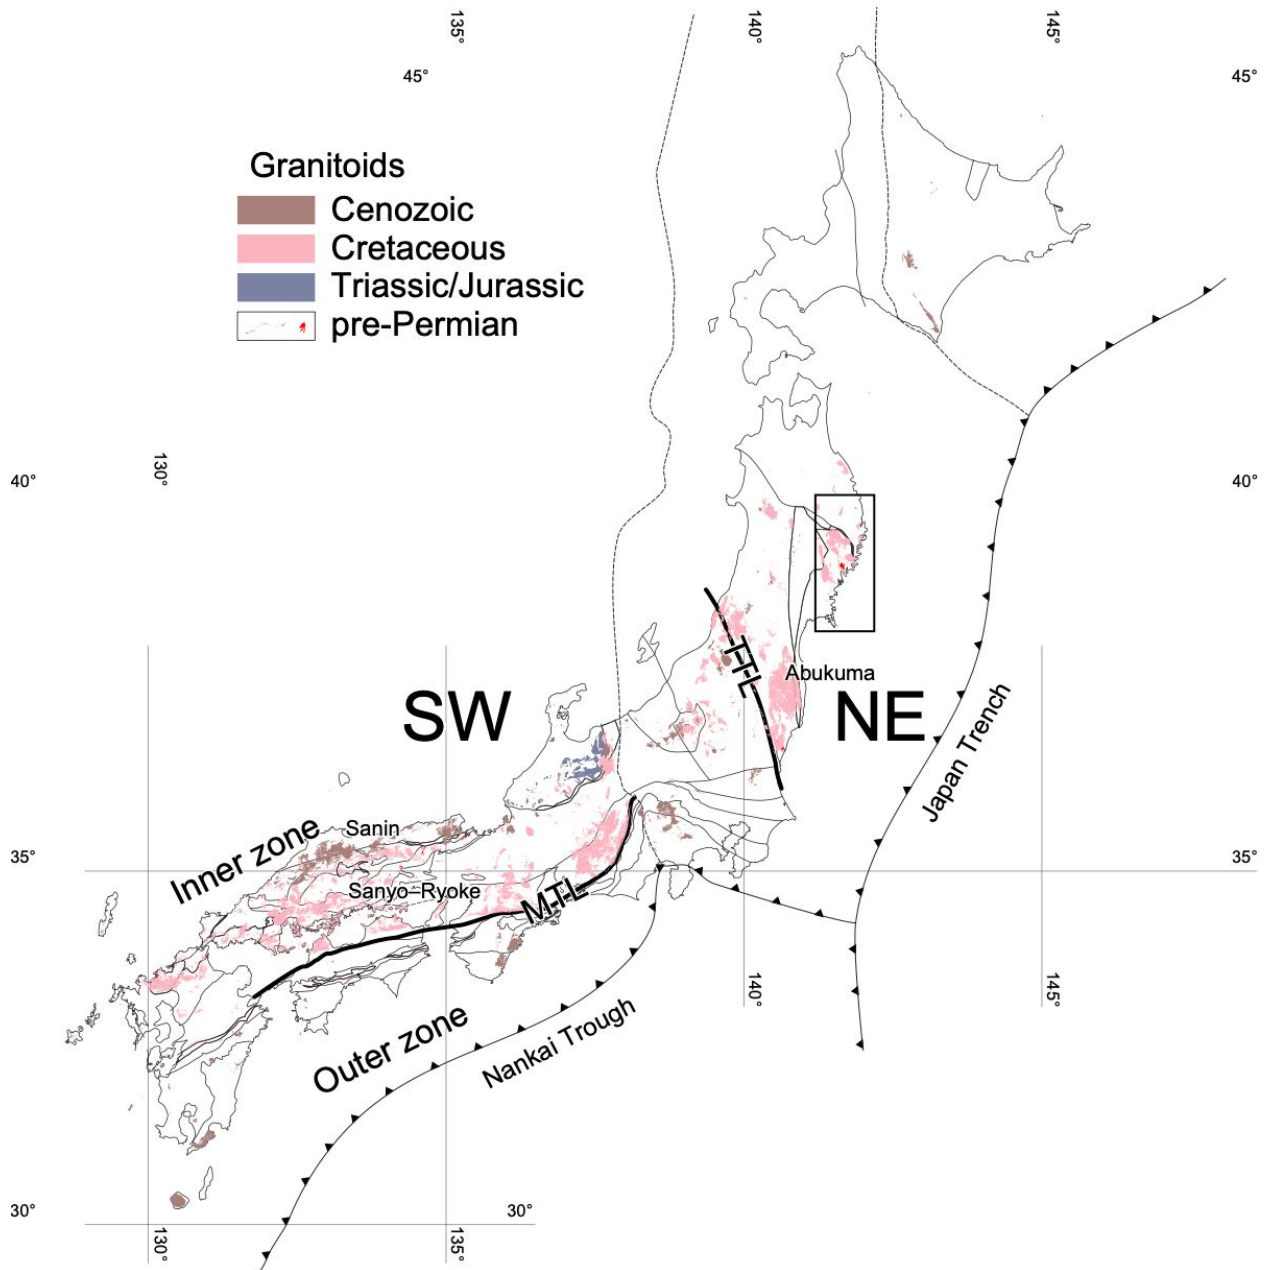 135°
140°
145°
45°
45°
Granitoids
Cenozoic
Cretaceous
Triassic/Jurassic
pre-Permian
40°
130°
40°
TTL
Abukuma
SW
NE
Japan Trench
Inner zone
Sanin
35°
35°
Sanyo–Ryoke
MTL
140°
145°
Outer zone
Nankai Trough
30°
30°
130°
135°